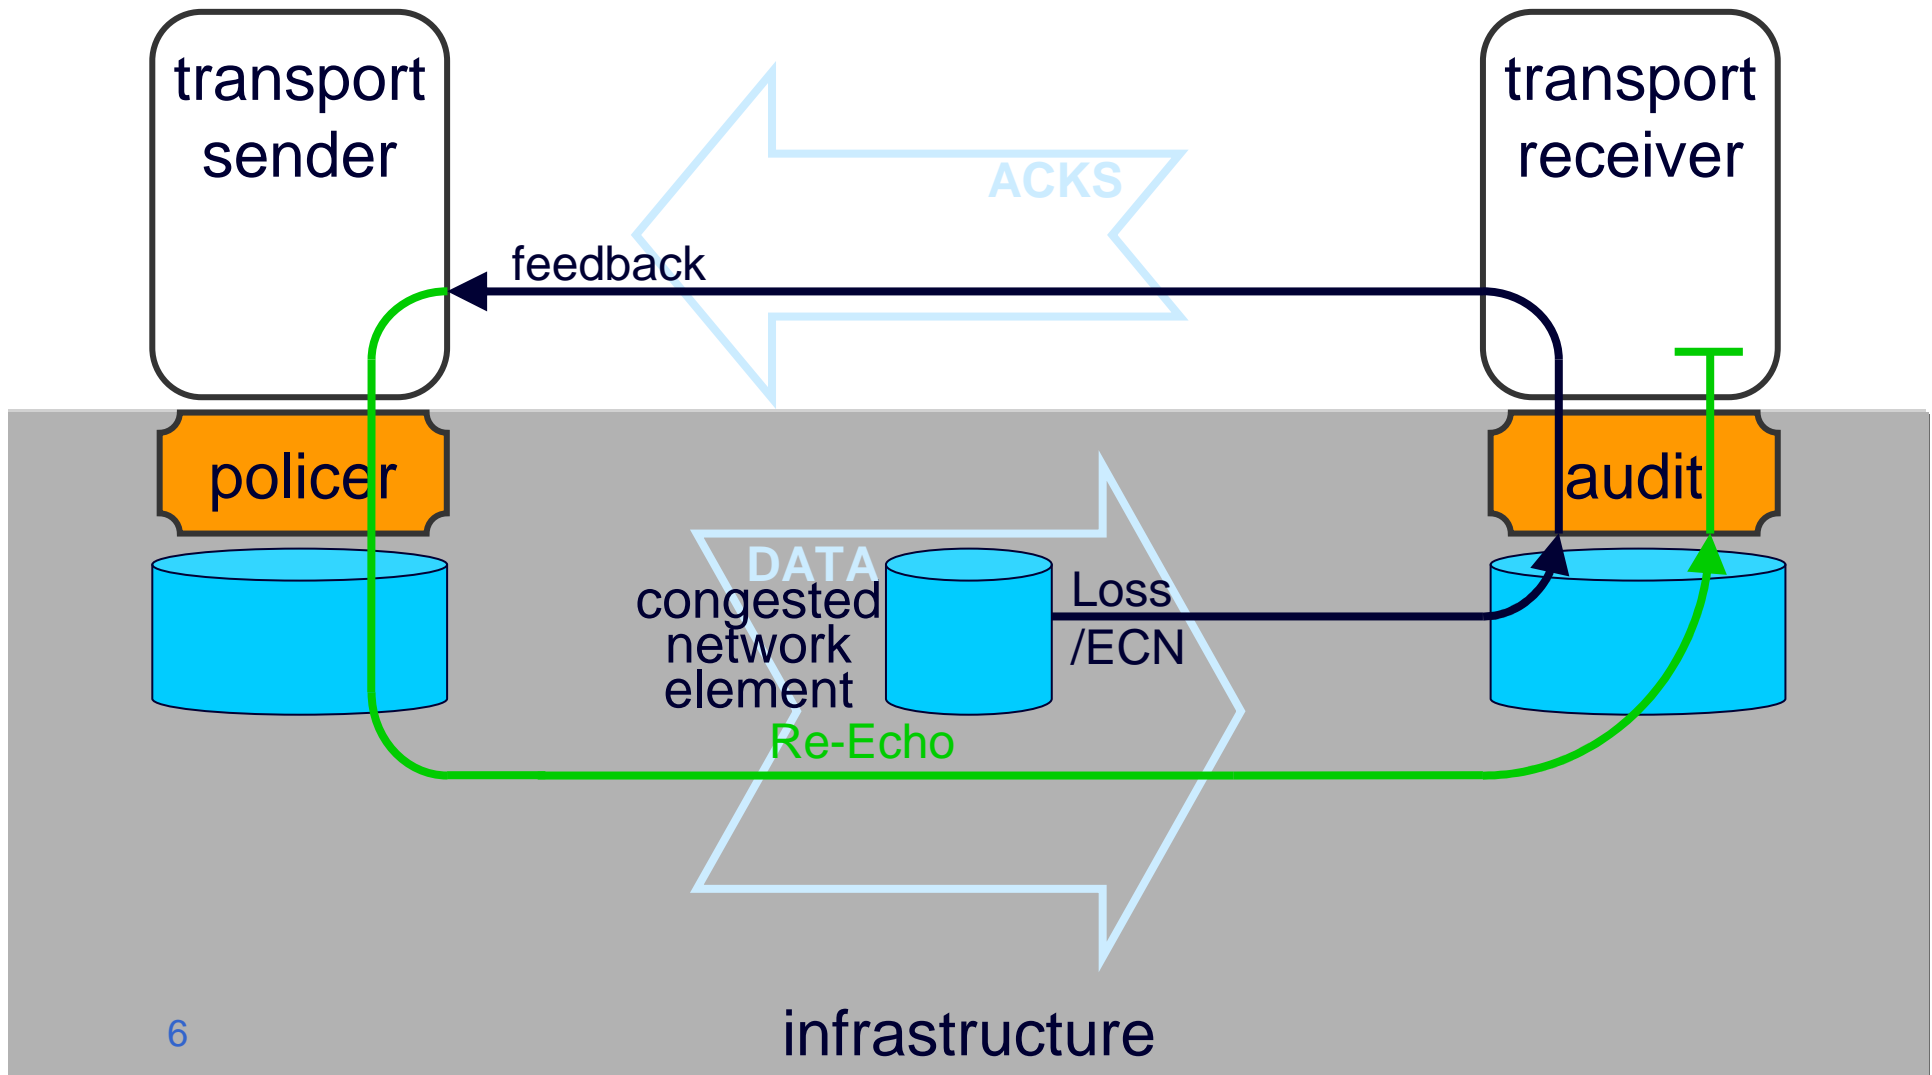 transport
sender
transport
receiver
ACKS
feedback
policer
audit
DATA
congested
network
element
Loss
/ECN
Re-Echo
infrastructure
6